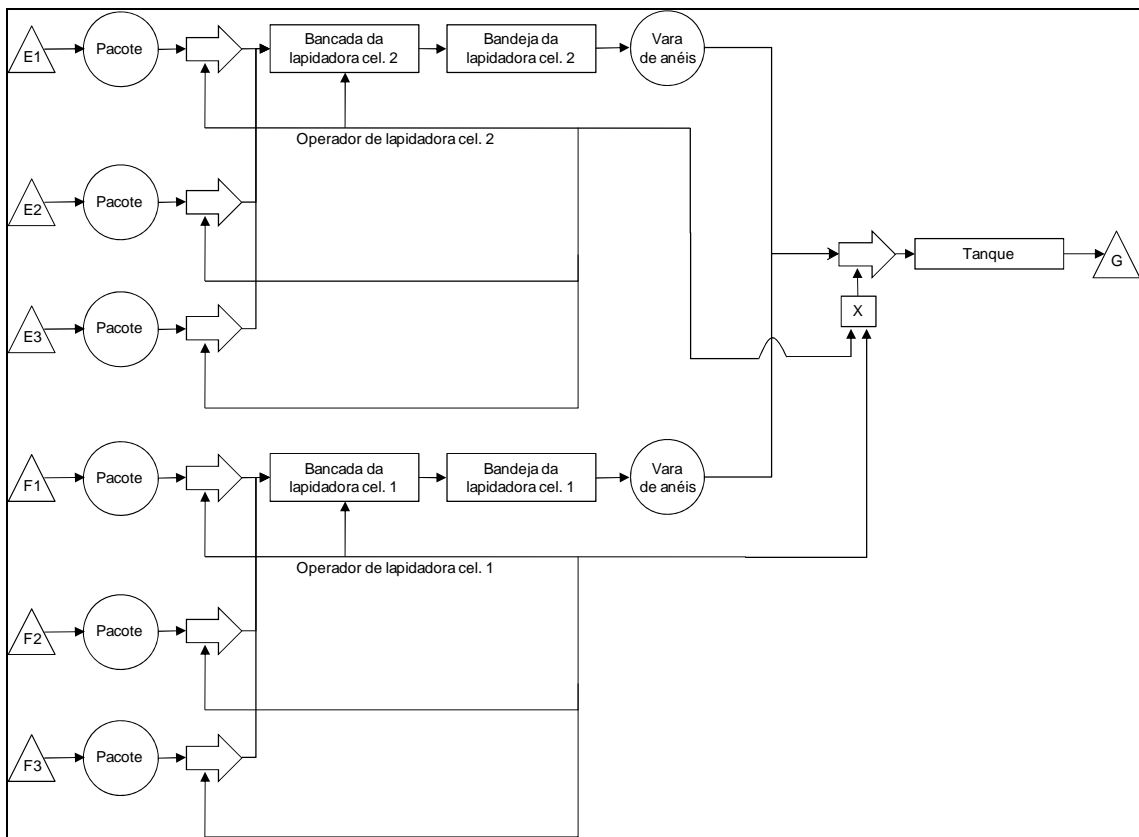 E1
Pacote
Bancada da
lapidadora cel. 2
Bandeja da
lapidadora cel. 2
Vara
de anéis
Operador de lapidadora cel. 2
E2
Pacote
Tanque
G
X
E3
Pacote
F1
Pacote
Bancada da
lapidadora cel. 1
Bandeja da
lapidadora cel. 1
Vara
de anéis
Operador de lapidadora cel. 1
F2
Pacote
F3
Pacote